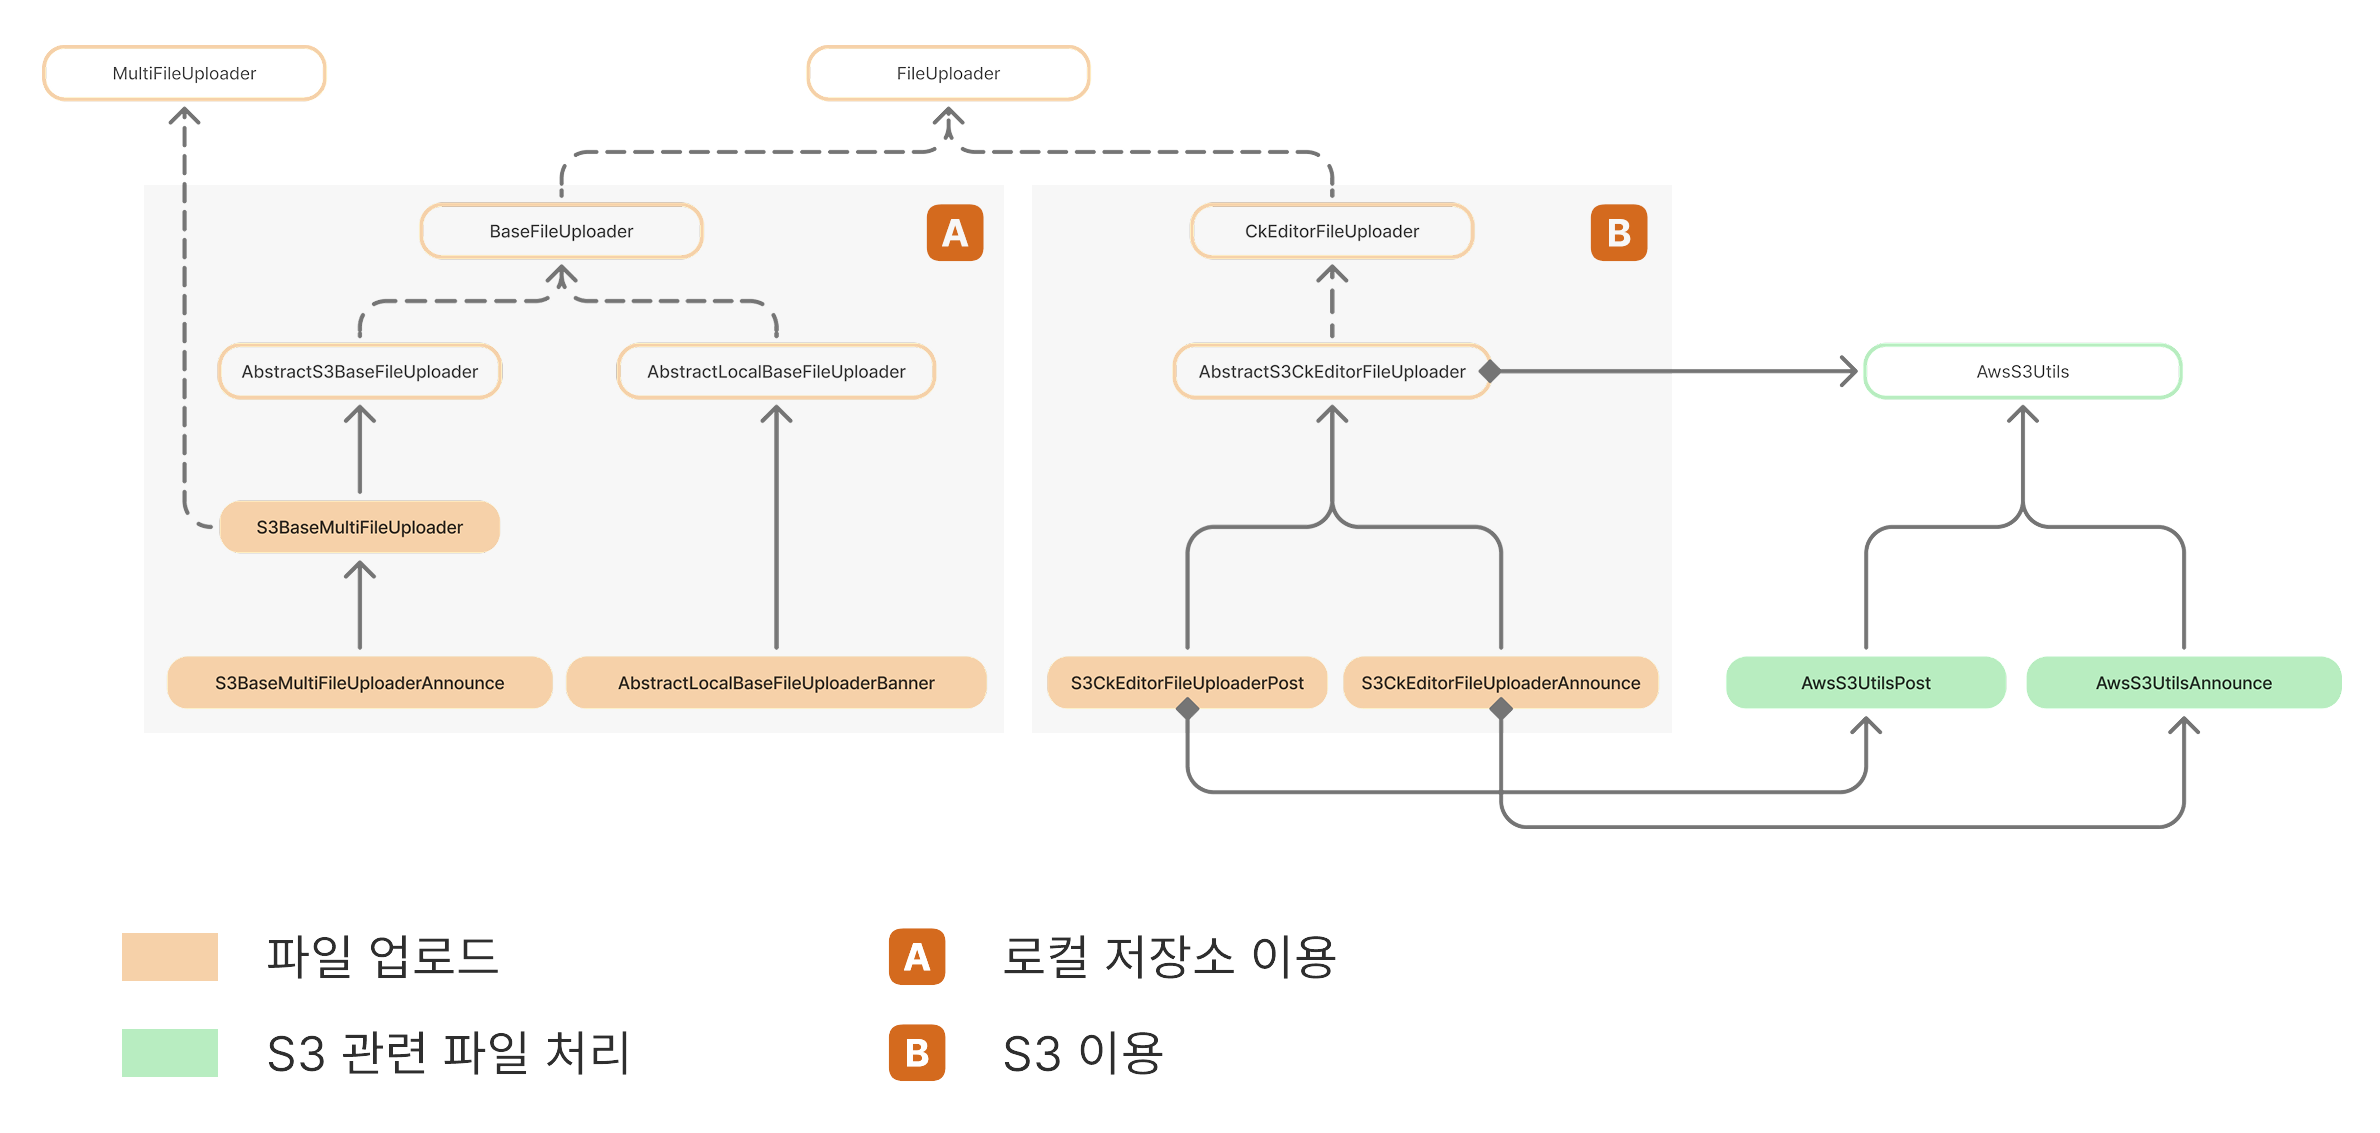 MultiFileUploader
FileUploader
BaseFileUploader
A
CkEditorFileUploader
B
AbstractS3BaseFileUploader
AbstractLocalBaseFileUploader
AbstractS3CkEditorFileUploader
AwsS3Utils
S3BaseMultiFileUploader
S3BaseMultiFileUploaderAnnounce
AbstractLocalBaseFileUploaderBanner
S3CkEditorFileUploaderPost
S3CkEditorFileUploaderAnnounce
AwsS3UtilsPost
AwsS3UtilsAnnounce
파일 업로드
A
로컬 저장소 이용
S3 관련 파일 처리
B
S3 이용